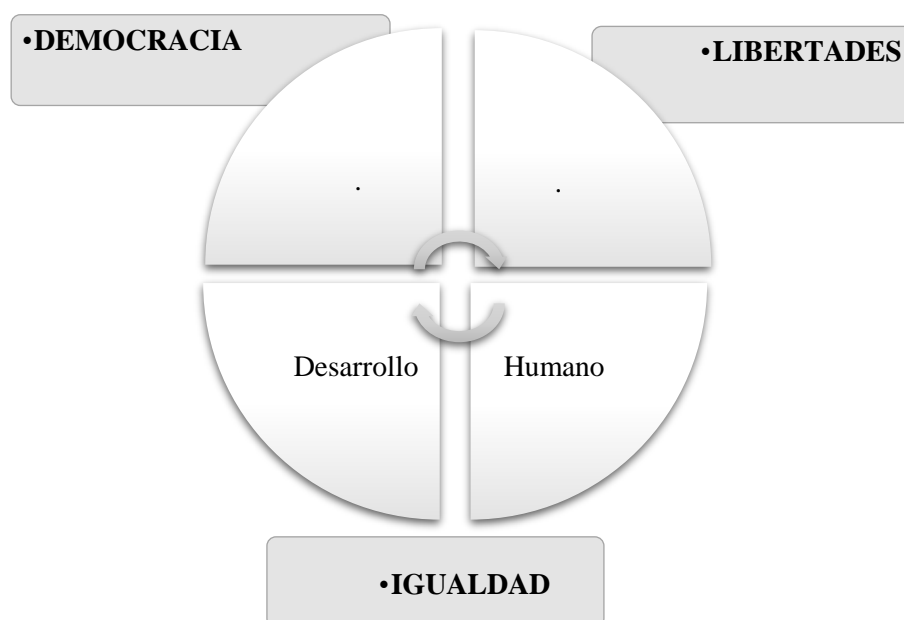 •DEMOCRACIA
•LIBERTADES
.
.
Desarrollo
Humano
•IGUALDAD